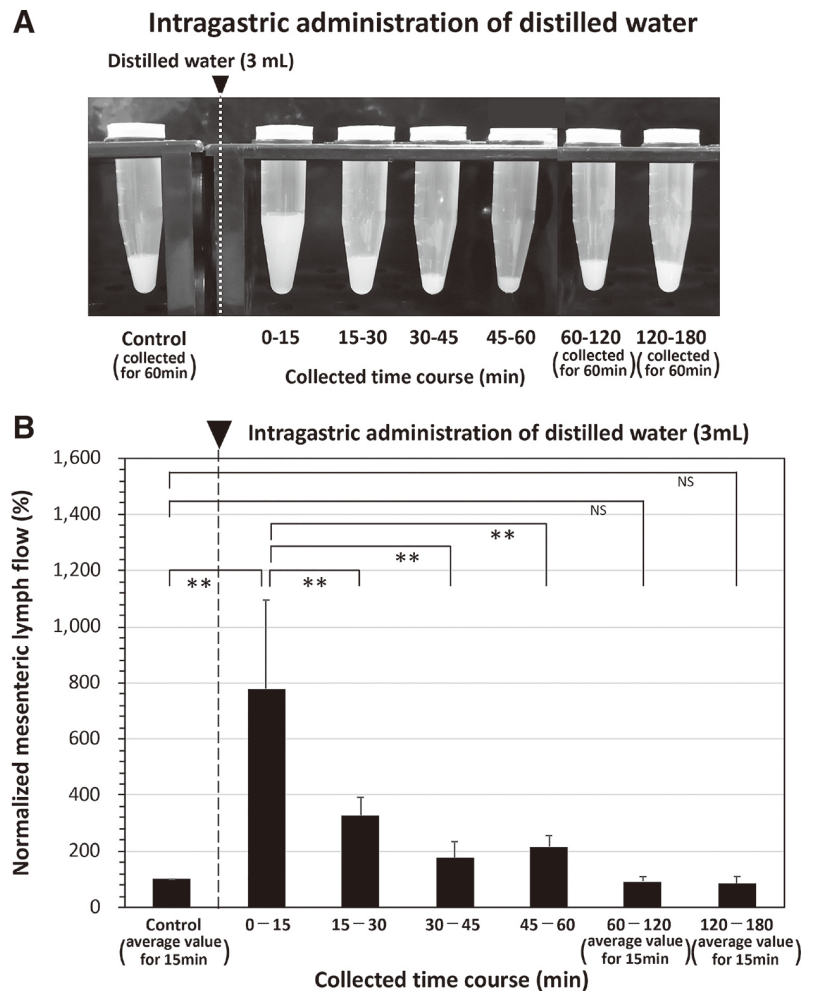 A
Intragastric administration of distilled water
Distilled water (3 mL)
Control
(collected
for 60min)
0-15
15-30
30-45
45-60
60-120
(collected
for 60min)
120-180
(collected
for 60min)
Collected time course (min)
B
Intragastric administration of distilled water (3mL)
Normalized mesenteric lymph flow (%)
1,600
1,400
1,200
1,000
800
600
400
200
0
NS
NS
**
**
**
**
Control
(average value
for 15min)
0－15
15－30
30－45
45－60
60－120
(average value
for 15min)
120－180
(average value
for 15min)
Collected time course (min)